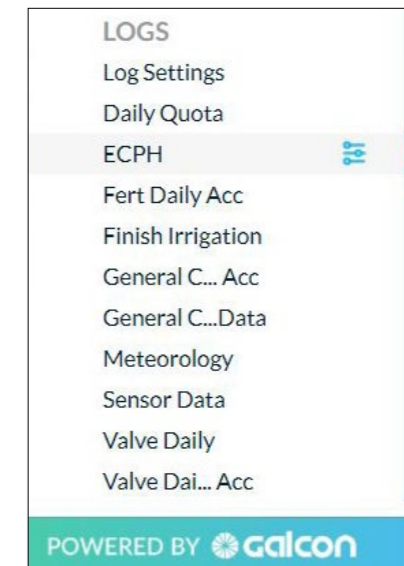 LOGS
Log Settings
Daily Quota
ECPH
Fert Daily Acc
Finish Irrigation
General C... Acc
General C...Data
Meteorology
Sensor Data
Valve Daily
Valve Dai... Acc
POWERED BY Galcon